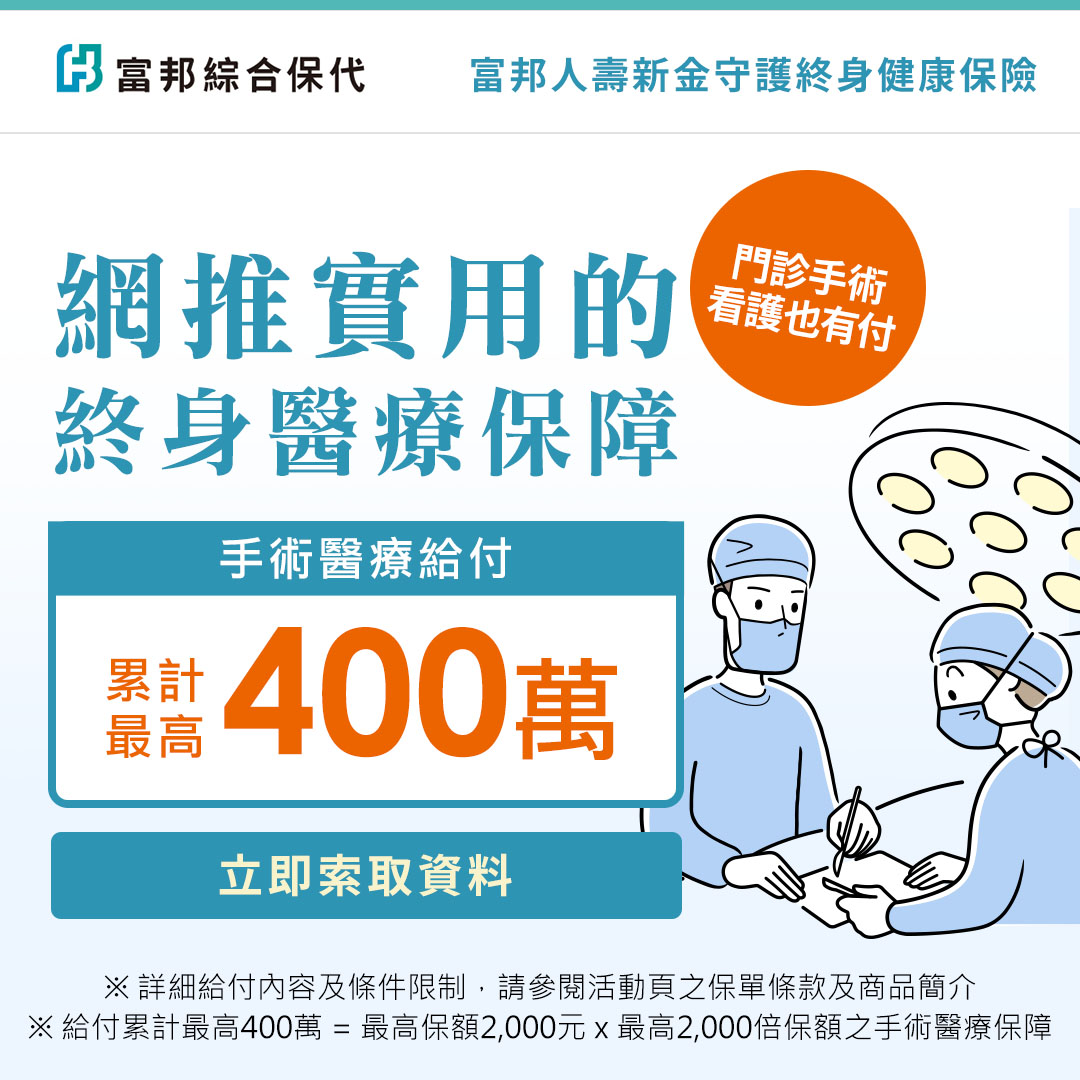 富邦綜合保代
富邦人壽新金守護終身健康保險
網推實用的
終身醫療保障
門診手術
看護也有付
手術醫療給付
累計
最高
400萬
立即索取資料
※ 詳細給付內容及條件限制，請參閱活動頁之保單條款及商品簡介
※ 給付累計最高400萬 = 最高保額2,000元 x 最高2,000倍保額之手術醫療保障